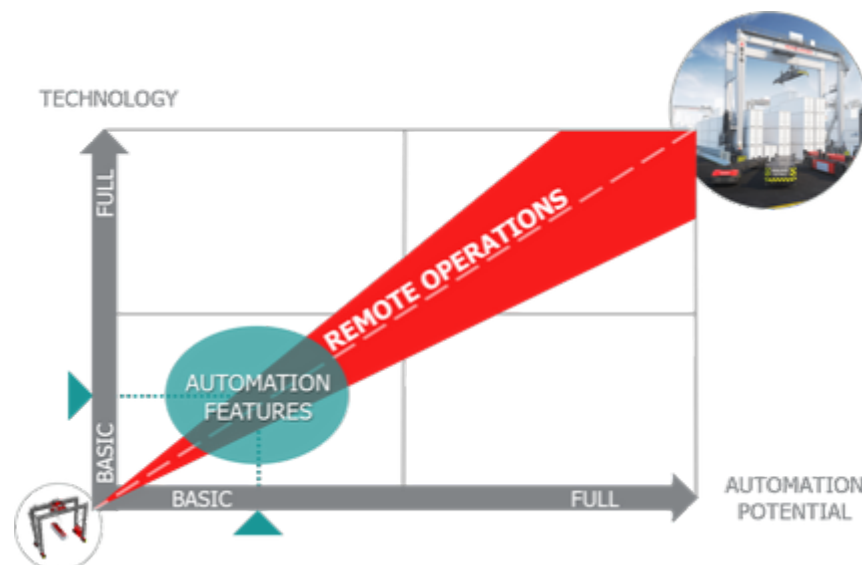 TECHNOLOGY
FULL
REMOTE OPERATIONS
AUTOMATION
FEATURES
BASIC
BASIC
FULL
AUTOMATION
POTENTIAL